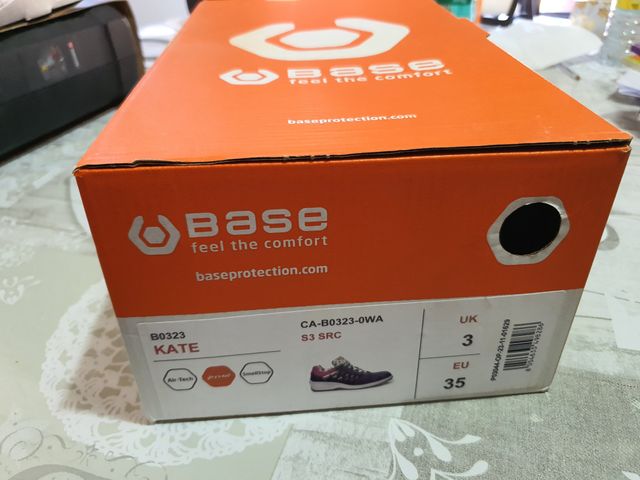 BASE
feel the comfort
baseprotection.com
BASE
feel the comfort
baseprotection.com
B0323
KATE
CA-B0323-0WA
S3 SRC
Air-Tech
SmellStop
UK
3
EU
35